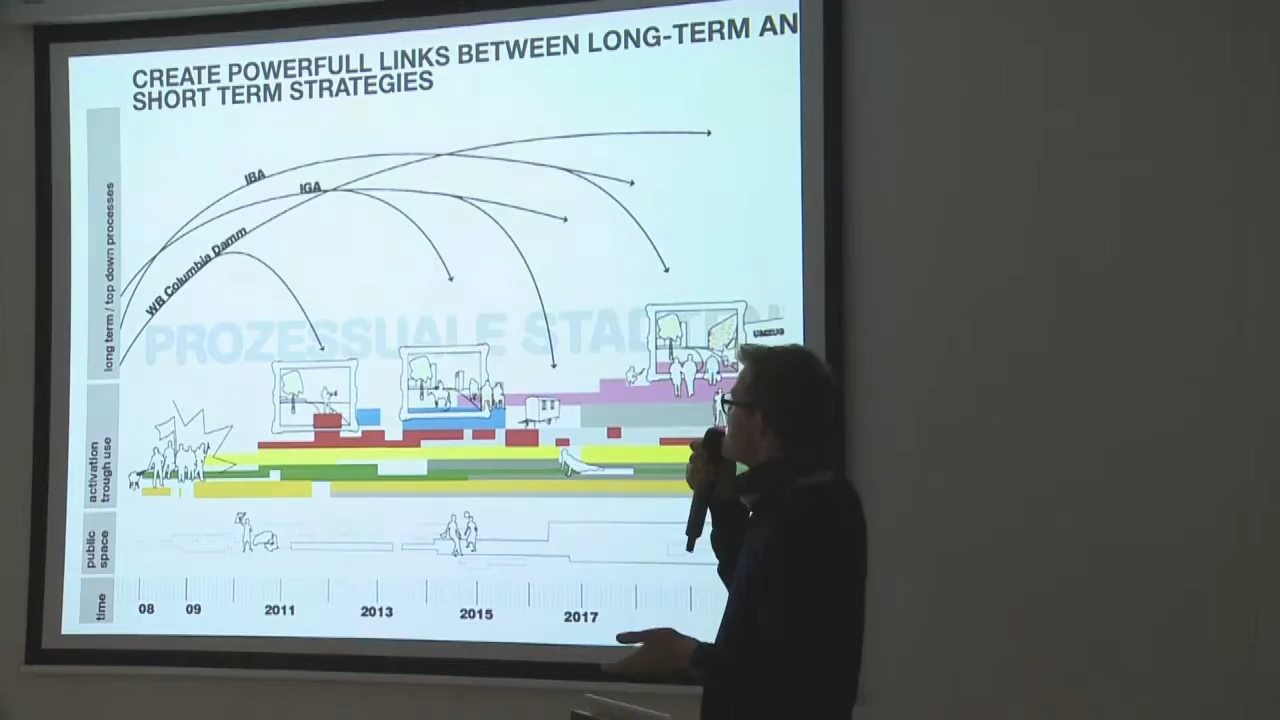 CREATE POWERFULL LINKS BETWEEN LONG-TERM AN
SHORT TERM STRATEGIES
IBA
IGA
WB Columbia Damm
long term / top down processes
PROZESSUALE
activation
trough use
public
space
time
08 09 2011 2013 2015 2017